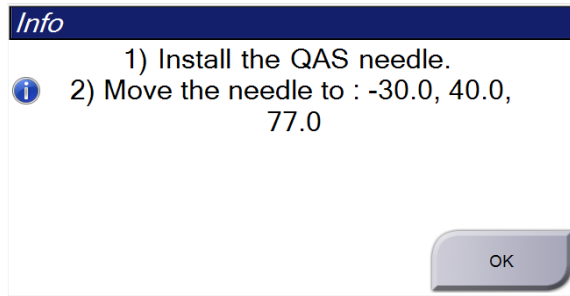 Info
1) Install the QAS needle.
2) Move the needle to : -30.0, 40.0,
77.0
OK